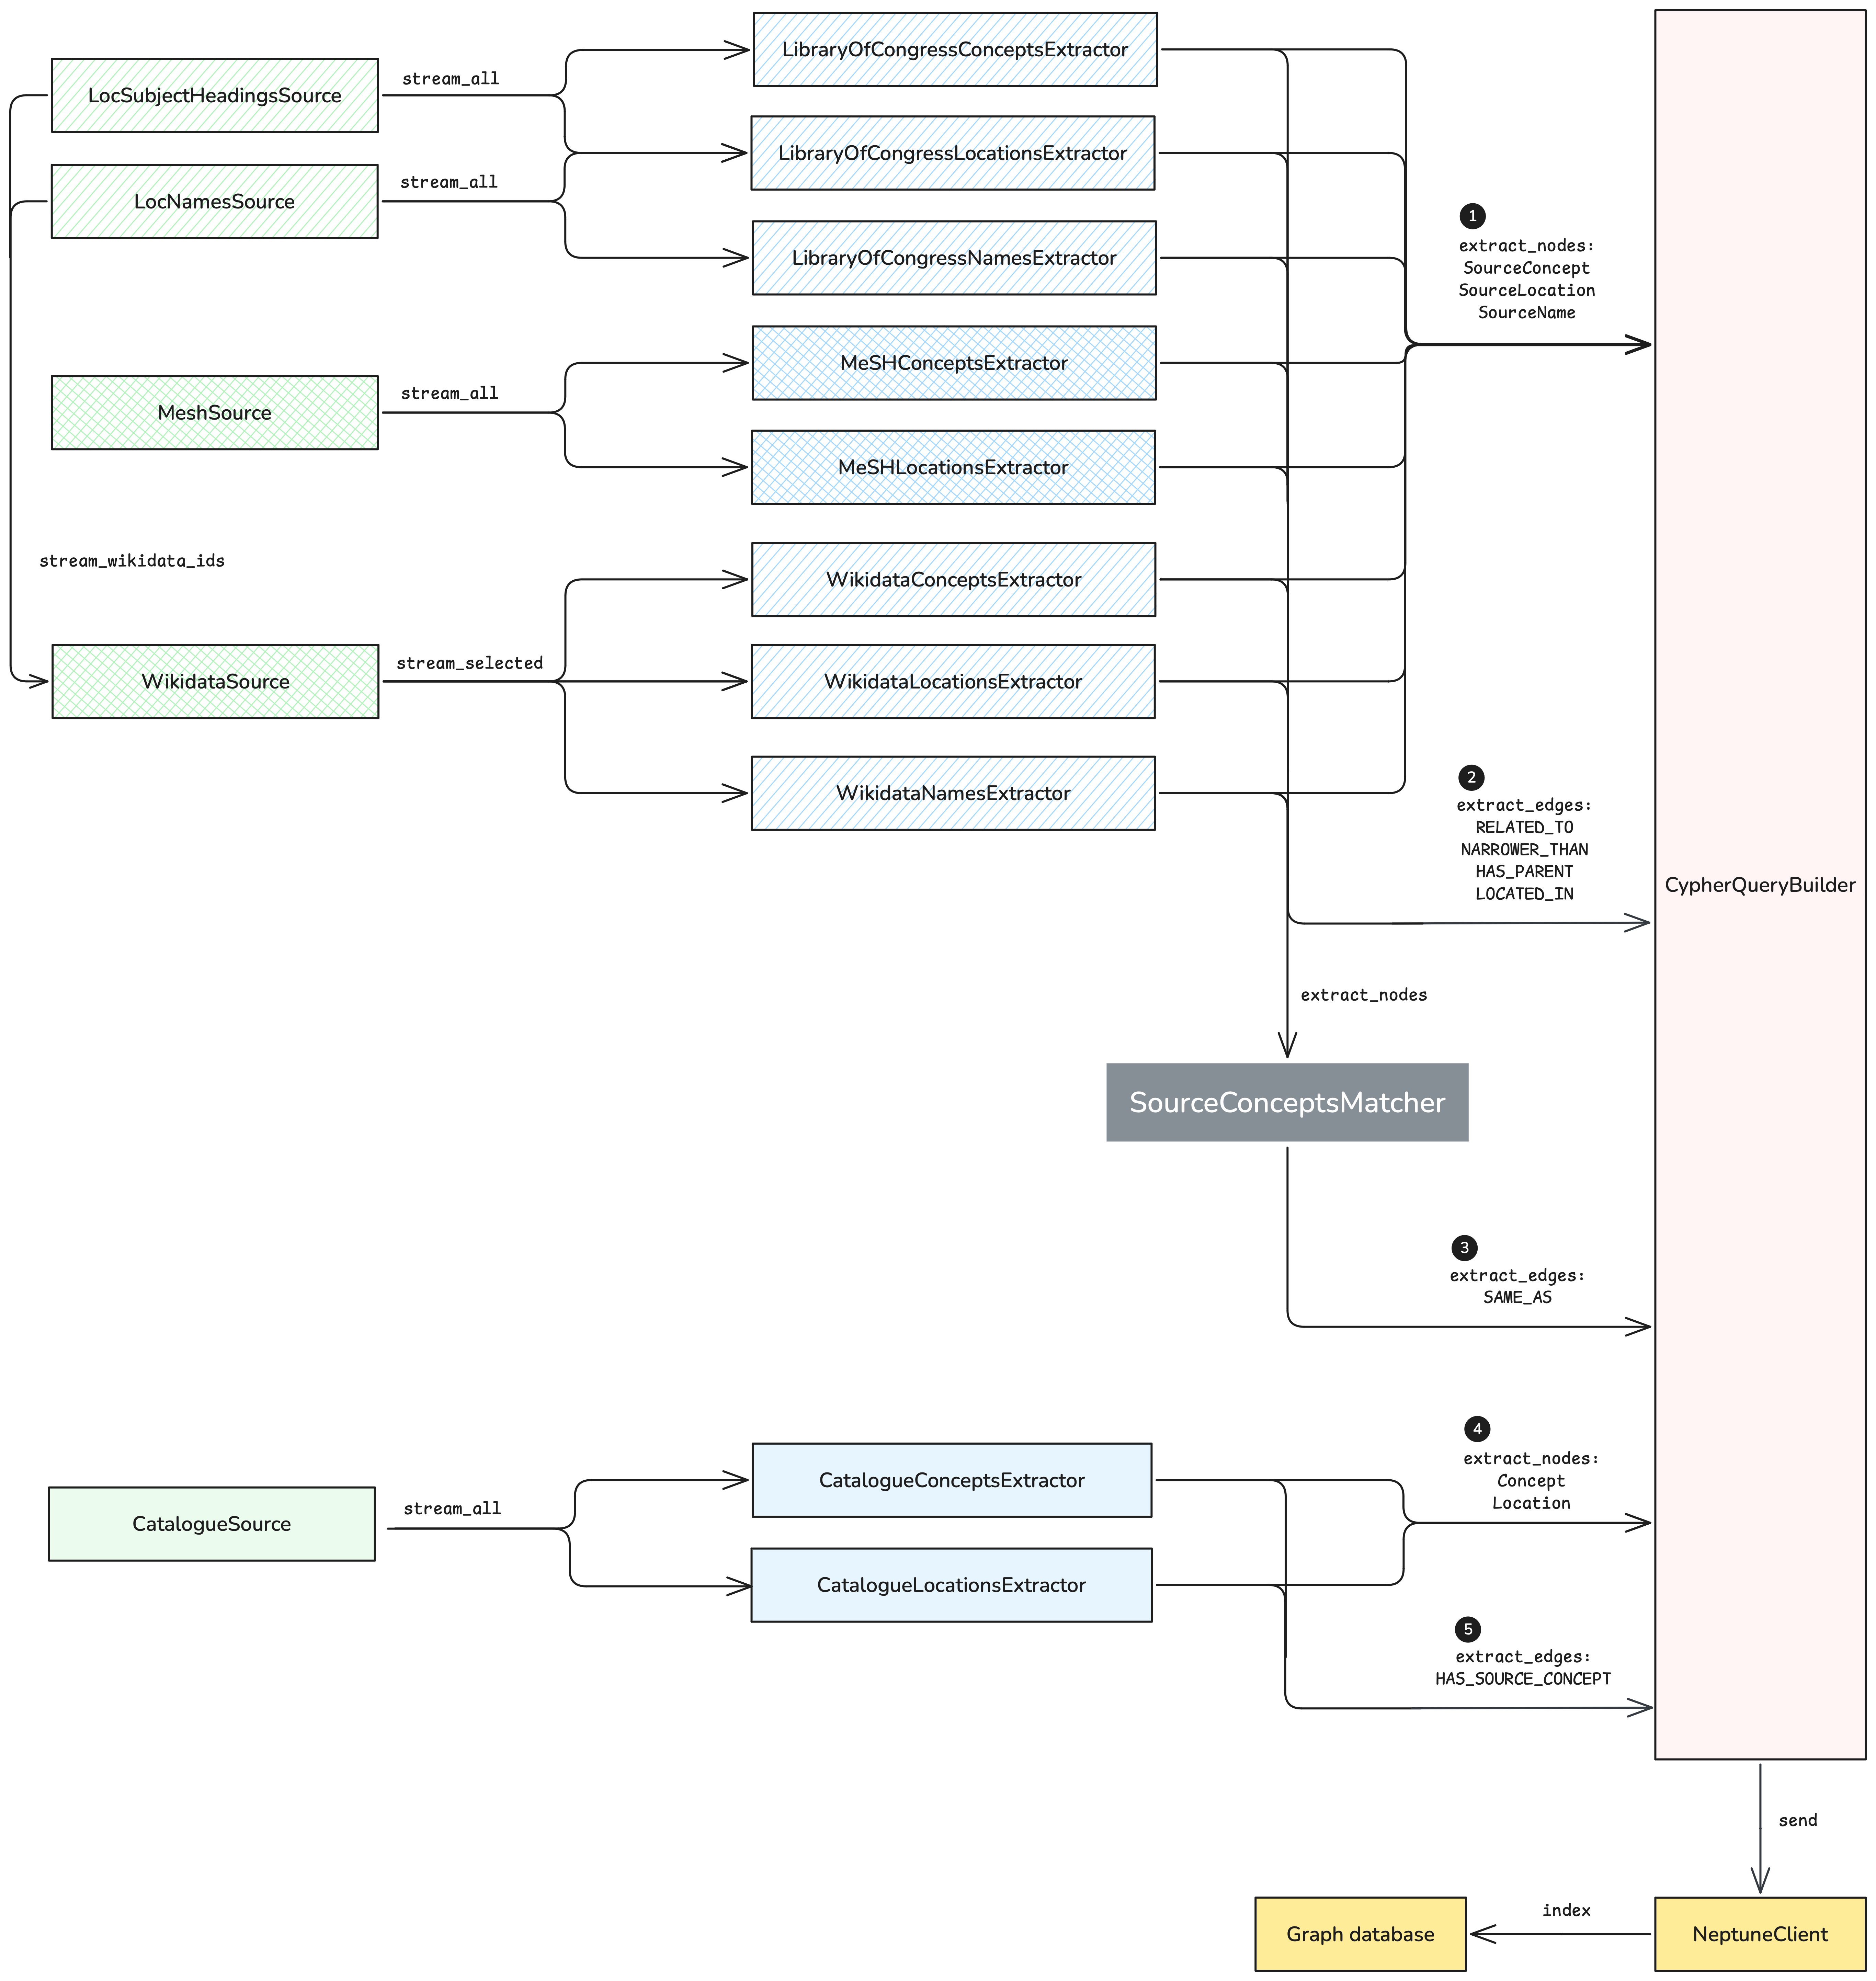 LibraryOfCongressConceptsExtractor
stream_all
LocSubjectHeadingsSource
LibraryOfCongressLocationsExtractor
stream_all
LocNamesSource
LibraryOfCongressNamesExtractor
1
extract_nodes:
SourceConcept
SourceLocation
SourceName
MeSHConceptsExtractor
stream_all
MeshSource
MeSHLocationsExtractor
stream_wikidata_ids
WikidataConceptsExtractor
stream_selected
WikidataSource
WikidataLocationsExtractor
WikidataNamesExtractor
2
extract_edges:
RELATED_TO
NARROWER_THAN
HAS_PARENT
LOCATED_IN
CypherQueryBuilder
extract_nodes
SourceConceptsMatcher
3
extract_edges:
SAME_AS
4
extract_nodes:
Concept
Location
CatalogueConceptsExtractor
stream_all
CatalogueSource
CatalogueLocationsExtractor
5
extract_edges:
HAS_SOURCE_CONCEPT
send
index
Graph database
NeptuneClient